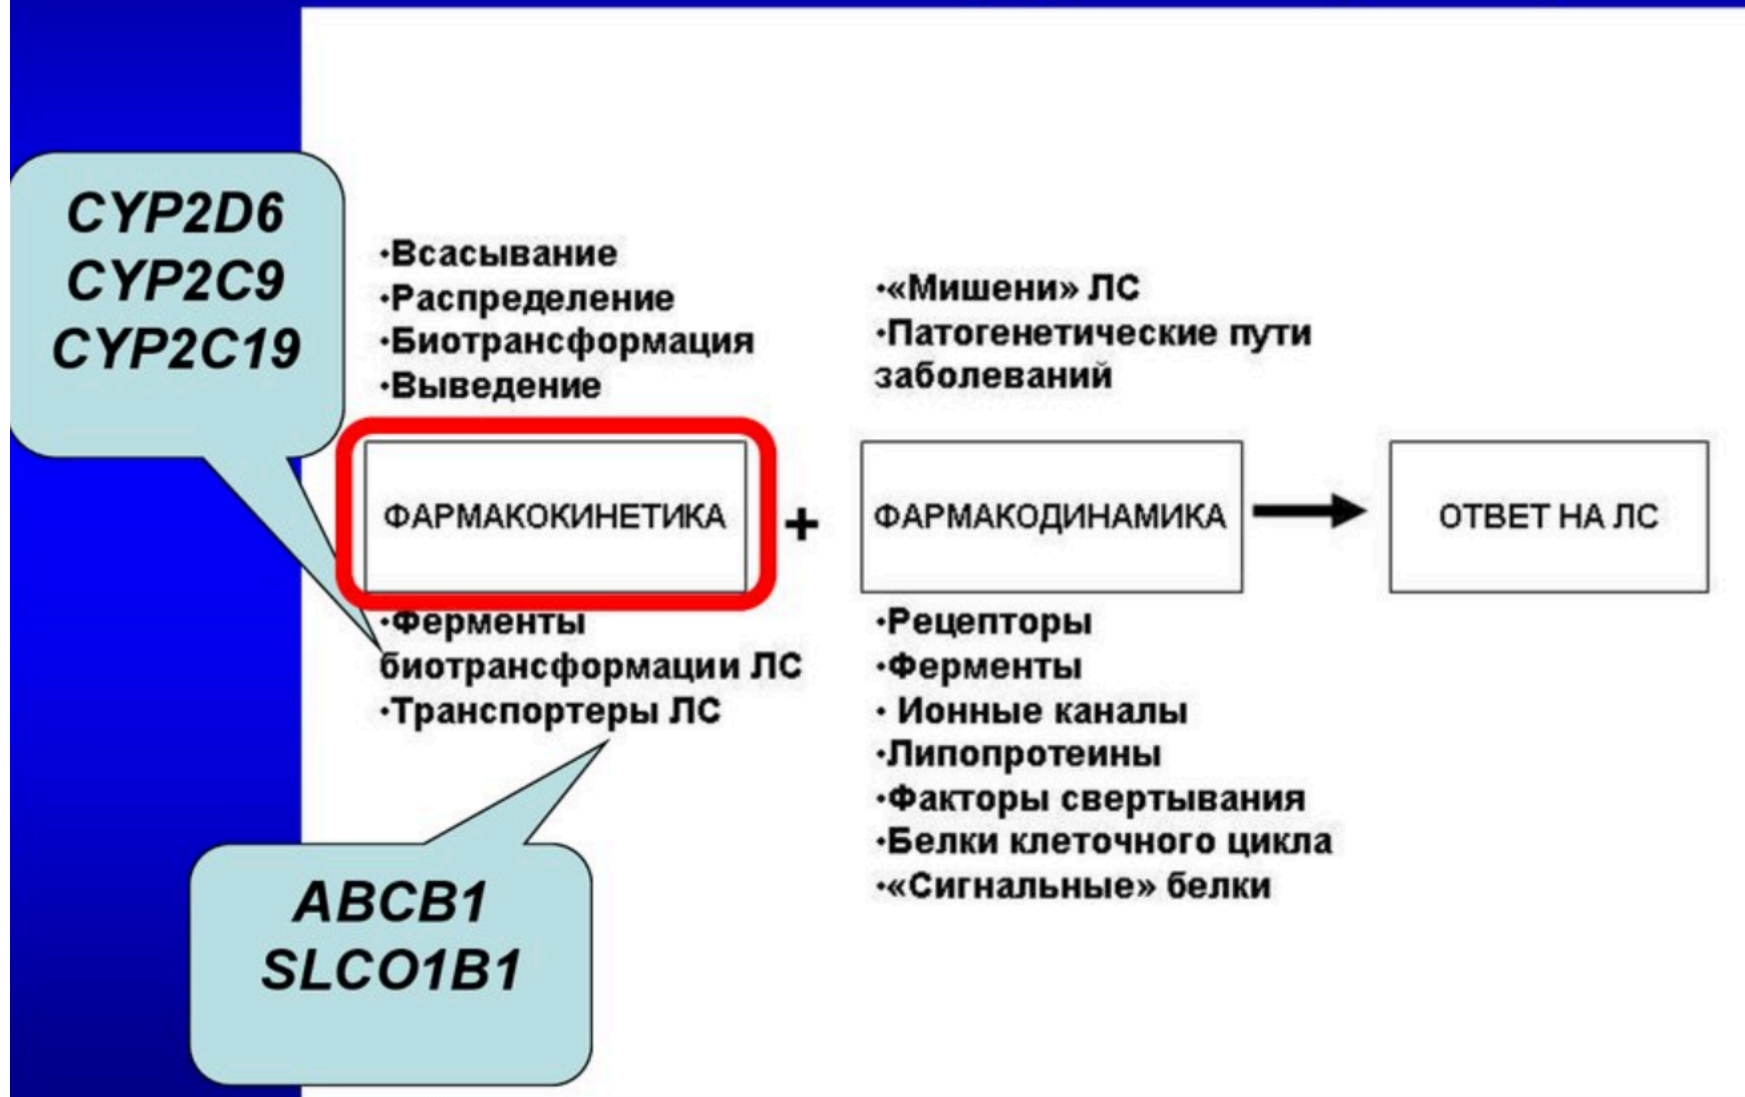 CYP2D6
CYP2C9
CYP2C19
·Всасывание
·Распределение
·Биотрансформация
·Выведение
ФАРМАКОКИНЕТИКА
·Ферменты
биотрансформации ЛС
·Транспортеры ЛС
ABCB1
SLCO1B1
+
·«Мишени» ЛС
·Патогенетические пути
заболеваний
ФАРМАКОДИНАМИКА
·Рецепторы
·Ферменты
· Ионные каналы
·Липопротеины
·Факторы свертывания
·Белки клеточного цикла
·«Сигнальные» белки
ОТВЕТ НА ЛС